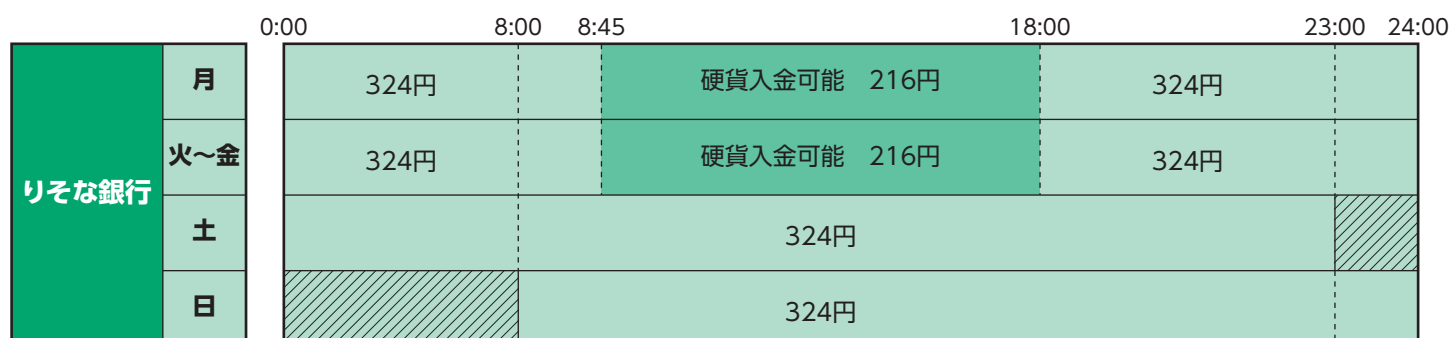 0:00 8:00 8:45 18:00 23:00 24:00
りそな銀行
月 324円 硬貨入金可能 216円 324円
火〜金 324円 硬貨入金可能 216円 324円
土 324円
日 324円